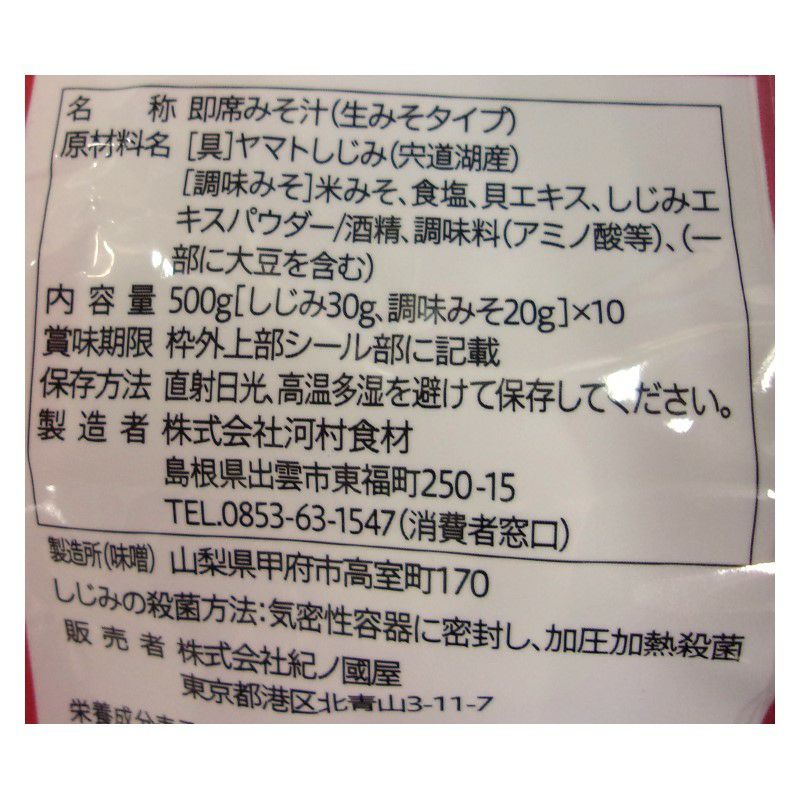 名 称 即席みそ汁(生みそタイプ)
原材料名 [具]ヤマトしじみ(宍道湖産)
[調味みそ]米みそ、食塩、貝エキス、しじみエ
キスパウダー/酒精、調味料(アミノ酸等)、(一
部に大豆を含む)
内容量 500g[しじみ30g、調味みそ20g]×10
賞味期限 枠外上部シール部に記載
保存方法 直射日光、高温多湿を避けて保存してください。
製造者 株式会社河村食材
島根県出雲市東福町250-15
TEL.0853-63-1547(消費者窓口)
製造所(味噌) 山梨県甲府市高室町170
しじみの殺菌方法:気密性容器に密封し、加圧加熱殺菌
販売者 株式会社紀ノ國屋
東京都港区北青山3-11-7
栄養成分表